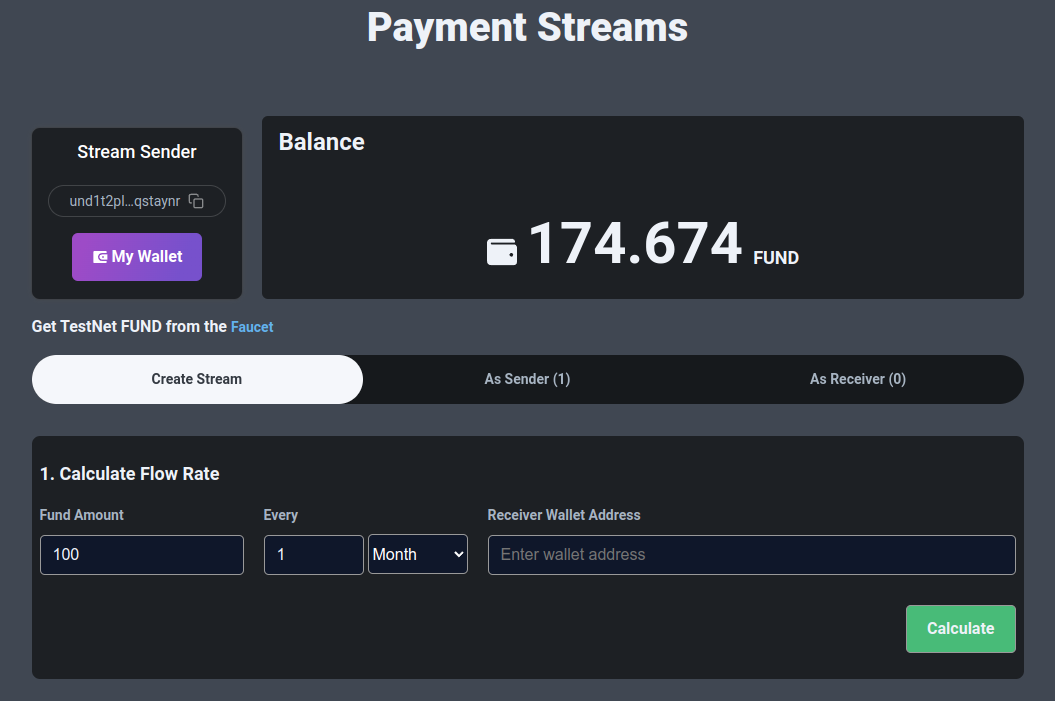 Payment Streams
Stream Sender
und1t2pl...qstaynr
My Wallet
Balance
174.674 FUND
Get TestNet FUND from the Faucet
Create Stream
As Sender (1)
As Receiver (0)
1. Calculate Flow Rate
Fund Amount
Every
Receiver Wallet Address
100
1
Month
Enter wallet address
Calculate